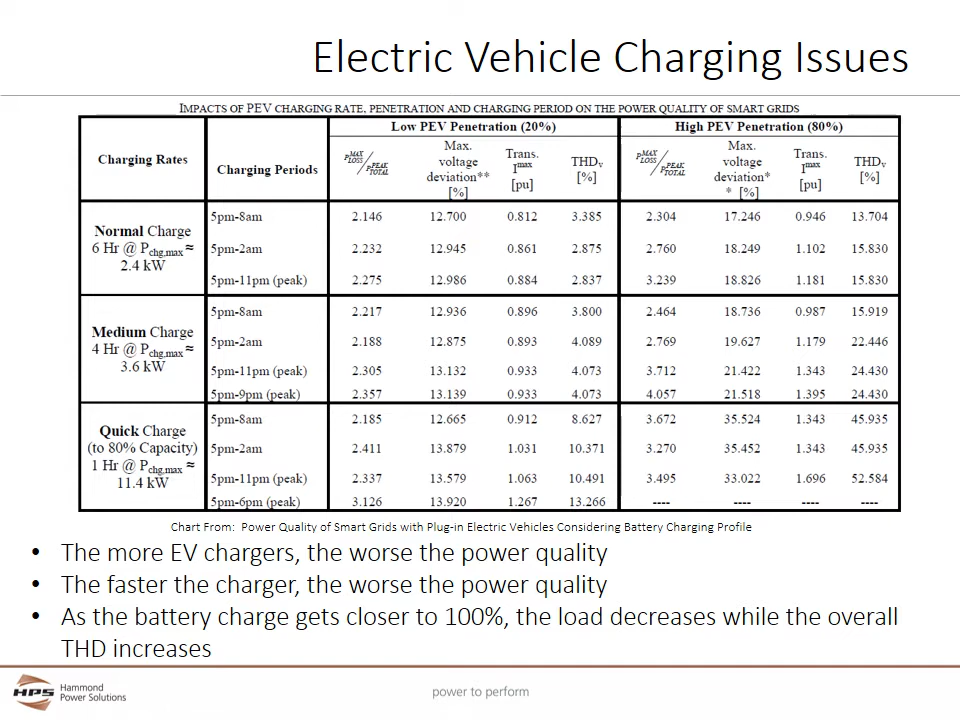 Electric Vehicle Charging Issues
IMPACTS OF PEV CHARGING RATE, PENETRATION AND CHARGING PERIOD ON THE POWER QUALITY OF SMART GRIDS
Charging Rates Charging Periods Low PEV Penetration (20%) High PEV Penetration (80%)
P^MAX_LOSS / P^PEAK_TOTAL Max. voltage deviation** [%] Trans. I^max [pu] THD_v [%] P^MAX_LOSS / P^PEAK_TOTAL Max. voltage deviation* * [%] Trans. I^max [pu] THD_v [%]
Normal Charge
6 Hr @ P_chg,max ≈
2.4 kW
5pm-8am 2.146 12.700 0.812 3.385 2.304 17.246 0.946 13.704
5pm-2am 2.232 12.945 0.861 2.875 2.760 18.249 1.102 15.830
5pm-11pm (peak) 2.275 12.986 0.884 2.837 3.239 18.826 1.181 15.830
Medium Charge
4 Hr @ P_chg,max ≈
3.6 kW
5pm-8am 2.217 12.936 0.896 3.800 2.464 18.736 0.987 15.919
5pm-2am 2.188 12.875 0.893 4.089 2.769 19.627 1.179 22.446
5pm-11pm (peak) 2.305 13.132 0.933 4.073 3.712 21.422 1.343 24.430
5pm-9pm (peak) 2.357 13.139 0.933 4.073 4.057 21.518 1.395 24.430
Quick Charge
(to 80% Capacity)
1 Hr @ P_chg,max ≈
11.4 kW
5pm-8am 2.185 12.665 0.912 8.627 3.672 35.524 1.343 45.935
5pm-2am 2.411 13.879 1.031 10.371 3.270 35.452 1.343 45.935
5pm-11pm (peak) 2.337 13.579 1.063 10.491 3.495 33.022 1.696 52.584
5pm-6pm (peak) 3.126 13.920 1.267 13.266 ---- ---- ---- ----
Chart From: Power Quality of Smart Grids with Plug-in Electric Vehicles Considering Battery Charging Profile
• The more EV chargers, the worse the power quality
• The faster the charger, the worse the power quality
• As the battery charge gets closer to 100%, the load decreases while the overall
THD increases
HPS Hammond
Power Solutions
power to perform